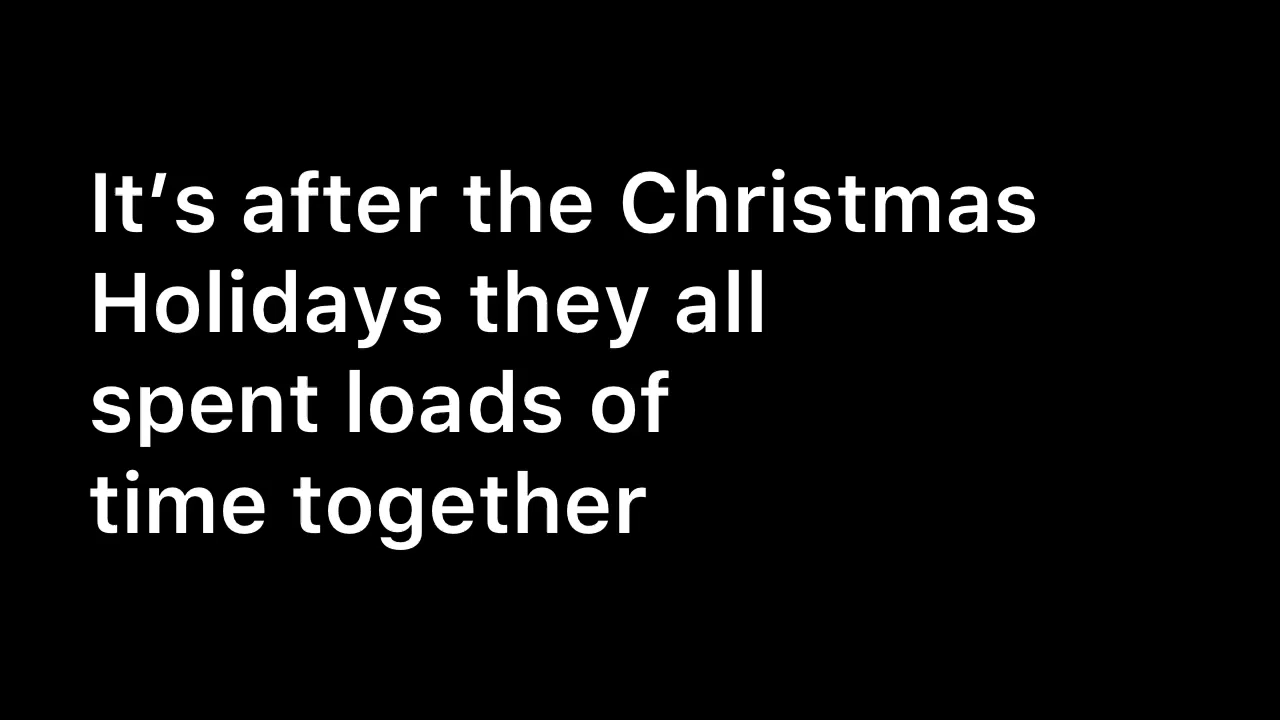 It’s after the Christmas
Holidays they all
spent loads of
time together